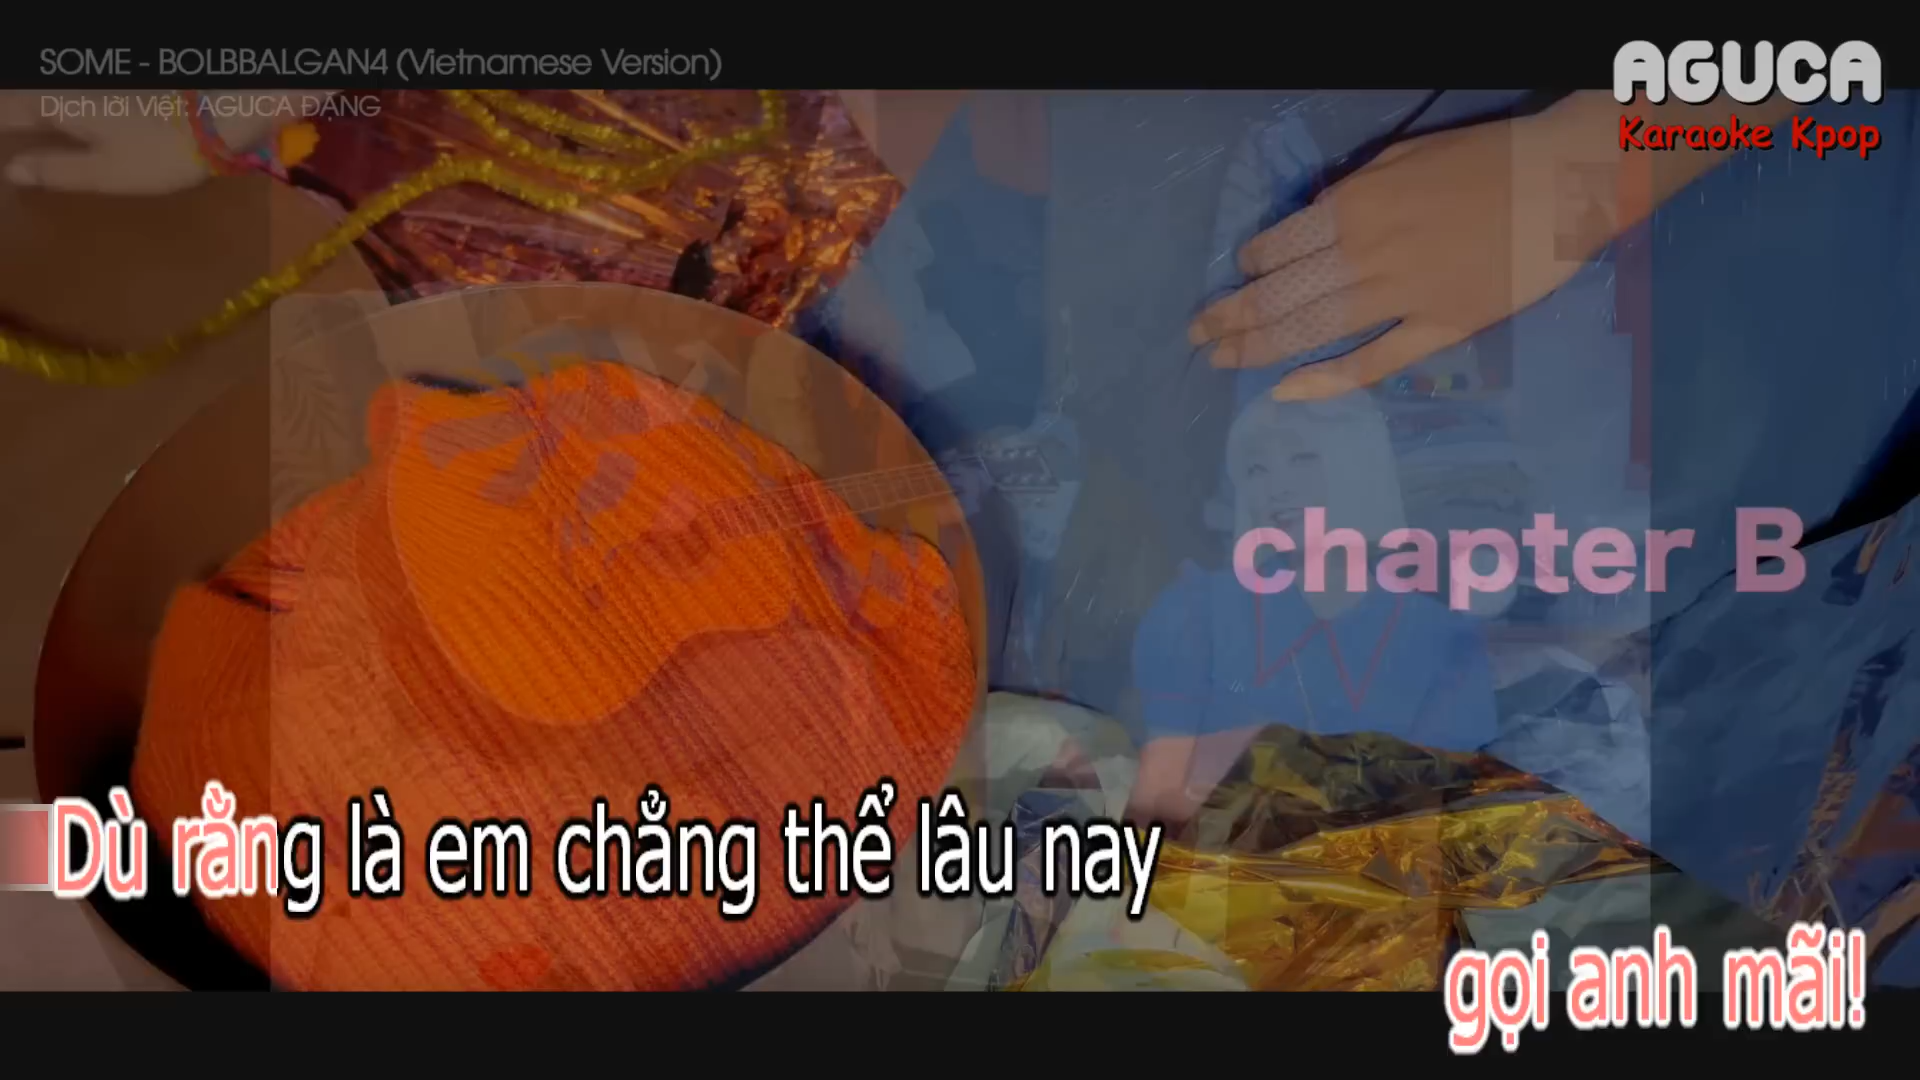 SOME - BOLBBALGAN4 (Vietnamese Version)
Dịch lời Việt: AGUCA ĐẶNG
AGUCA
Karaoke Kpop
chapter B
Dù rằng là em chẳng thể lâu nay
gọi anh mãi!